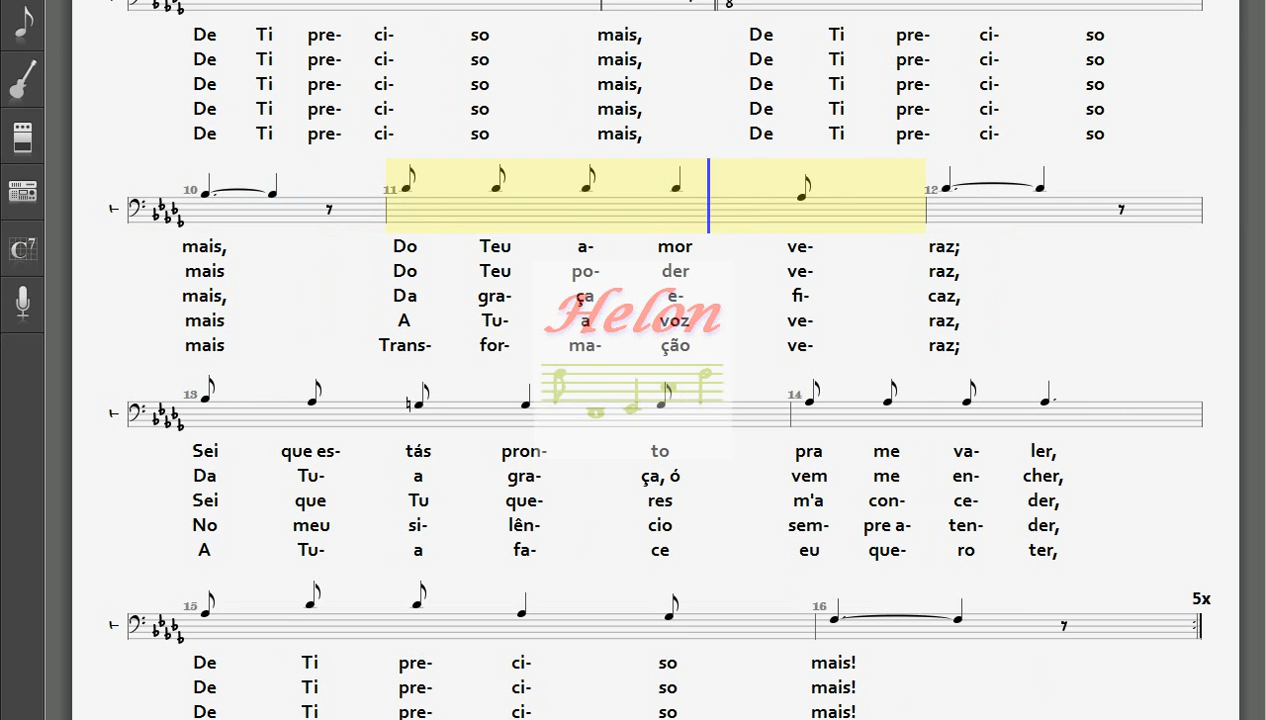 8
De Ti pre- ci- so mais, De Ti pre- ci- so
De Ti pre- ci- so mais, De Ti pre- ci- so
De Ti pre- ci- so mais, De Ti pre- ci- so
De Ti pre- ci- so mais, De Ti pre- ci- so
De Ti pre- ci- so mais, De Ti pre- ci- so
10 11 12
T
mais, Do Teu a- mor ve- raz;
mais Do Teu po- der ve- raz,
mais, Da gra- ça e- fi- caz,
mais A Tu- a voz ve- raz,
mais Trans- for- ma- ção ve- raz;
Helon
13 14
T
Sei que es- tás pron- to pra me va- ler,
Da Tu- a gra- ça, ó vem me en- cher,
Sei que Tu que- res m'a con- ce- der,
No meu si- lên- cio sem- pre a- ten- der,
A Tu- a fa- ce eu que- ro ter,
15 16 5x
T
De Ti pre- ci- so mais!
De Ti pre- ci- so mais!
De Ti pre- ci- so mais!
C7